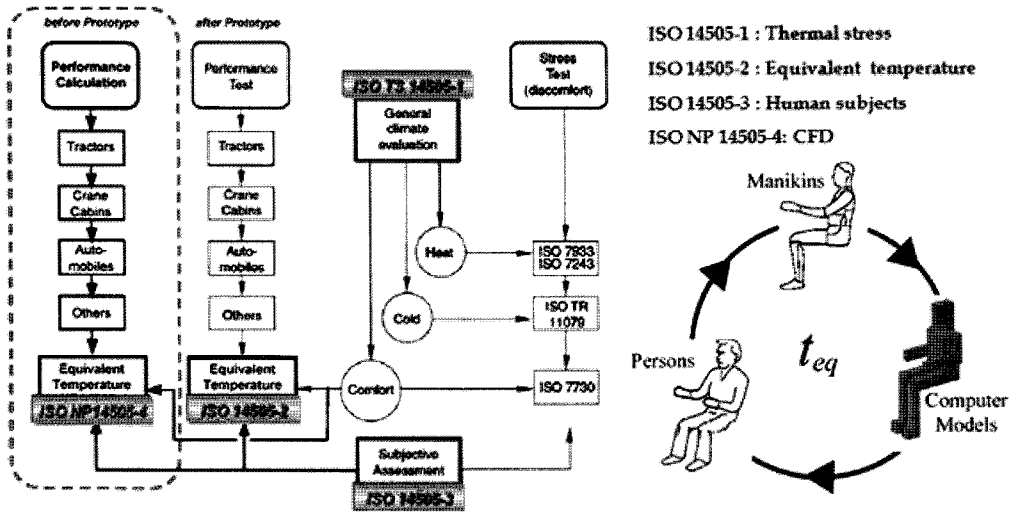 before Prototype
after Prototype
Performance
Calculation
Tractors
Crane
Cabins
Auto-
mobiles
Others
Equivalent
Temperature
ISO NP14505-4
Performance
Test
Tractors
Crane
Cabins
Auto-
mobiles
Others
Equivalent
Temperature
ISO 14505-2
ISO TS 14505-1
General
climate
evaluation
Heat
Cold
Comfort
Subjective
Assessment
ISO 14505-3
Stress
Test
(discomfort)
ISO 7933
ISO 7243
ISO TR
11079
ISO 7730
ISO 14505-1 : Thermal stress
ISO 14505-2 : Equivalent temperature
ISO 14505-3 : Human subjects
ISO NP 14505-4: CFD
Manikins
Persons
teq
Computer
Models